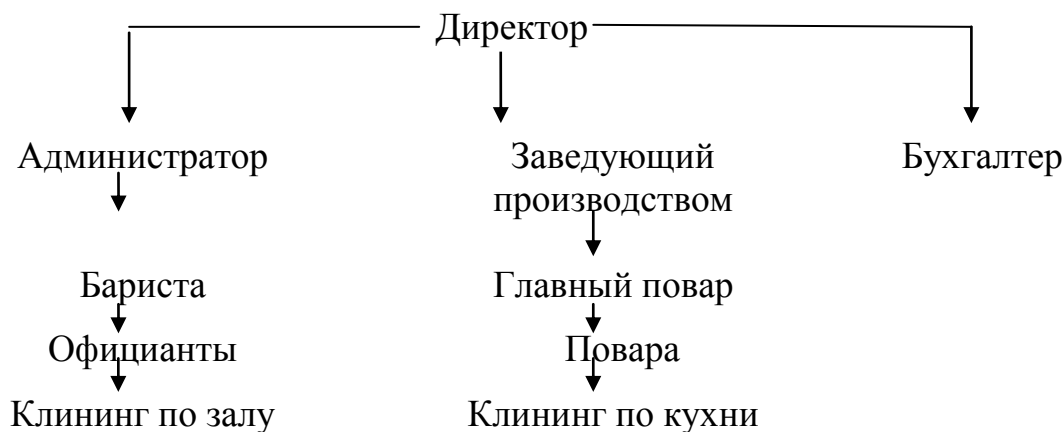 Директор
Администратор
Заведующий
производством
Бухгалтер
Бариста
Главный повар
Официанты
Повара
Клининг по залу
Клининг по кухни